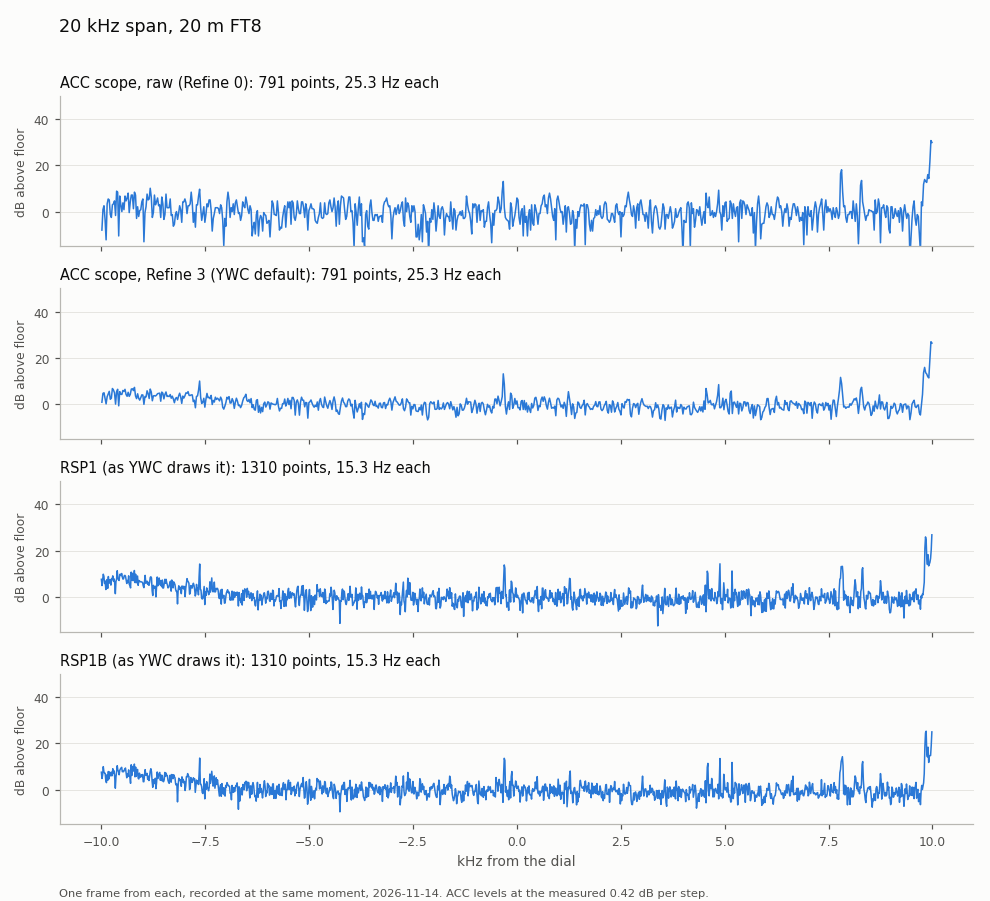 20 kHz span, 20 m FT8
ACC scope, raw (Refine 0): 791 points, 25.3 Hz each
dB above floor
40
20
0
ACC scope, Refine 3 (YWC default): 791 points, 25.3 Hz each
dB above floor
40
20
0
RSP1 (as YWC draws it): 1310 points, 15.3 Hz each
dB above floor
40
20
0
RSP1B (as YWC draws it): 1310 points, 15.3 Hz each
dB above floor
40
20
0
−10.0 −7.5 −5.0 −2.5 0.0 2.5 5.0 7.5 10.0
kHz from the dial
One frame from each, recorded at the same moment, 2026-11-14. ACC levels at the measured 0.42 dB per step.